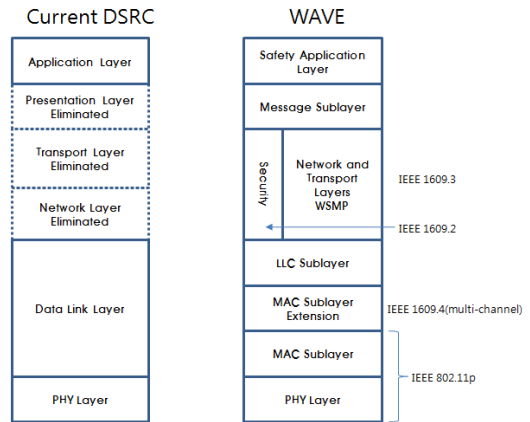 Current DSRC
Application Layer
Presentation Layer
Eliminated
Transport Layer
Eliminated
Network Layer
Eliminated
Data Link Layer
PHY Layer
WAVE
Safety Application
Layer
Message Sublayer
Security
Network and
Transport
Layers
WSMP
IEEE 1609.3
IEEE 1609.2
LLC Sublayer
MAC Sublayer
Extension
IEEE 1609.4(multi-channel)
MAC Sublayer
IEEE 802.11p
PHY Layer